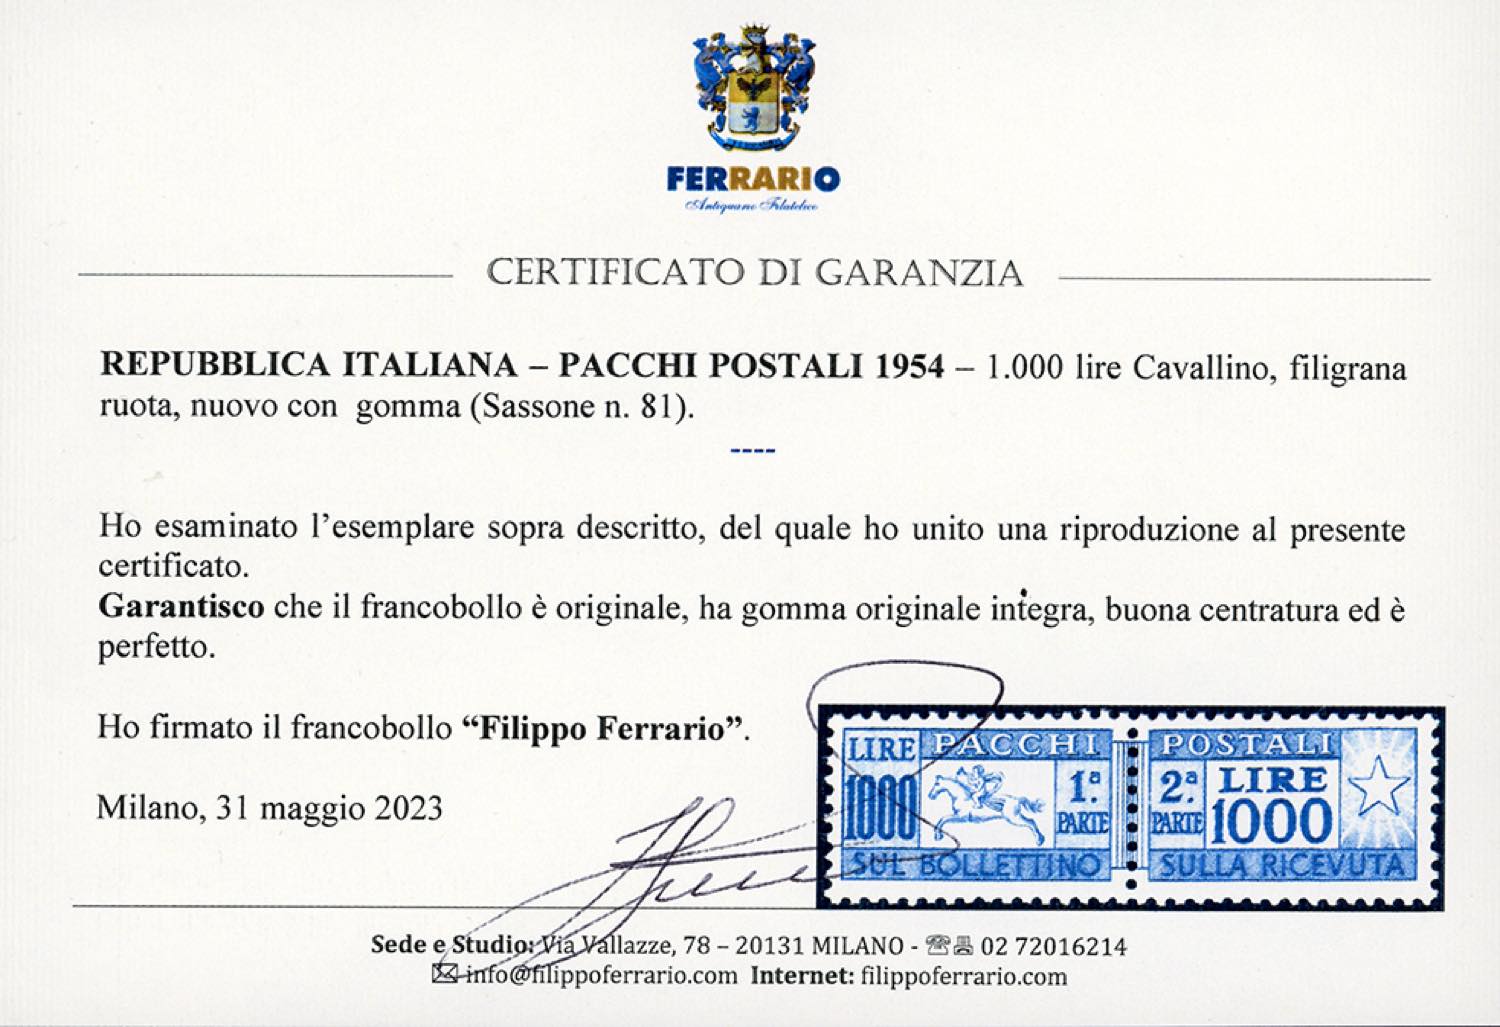 FERRARIO
Antiquario Filatelico
CERTIFICATO DI GARANZIA
REPUBBLICA ITALIANA – PACCHI POSTALI 1954 – 1.000 lire Cavallino, filigrana
ruota, nuovo con gomma (Sassone n. 81).
----
Ho esaminato l’esemplare sopra descritto, del quale ho unito una riproduzione al presente
certificato.
Garantisco che il francobollo è originale, ha gomma originale integra, buona centratura ed è
perfetto.
Ho firmato il francobollo “Filippo Ferrario”.
Milano, 31 maggio 2023
LIRE PACCHI POSTALI
1000 1ª PARTE 2ª PARTE LIRE 1000
SUL BOLLETTINO SULLA RICEVUTA
Sede e Studio: Via Vallazze, 78 – 20131 MILANO - ☏ 02 72016214
✉ info@filippoferrario.com Internet: filippoferrario.com